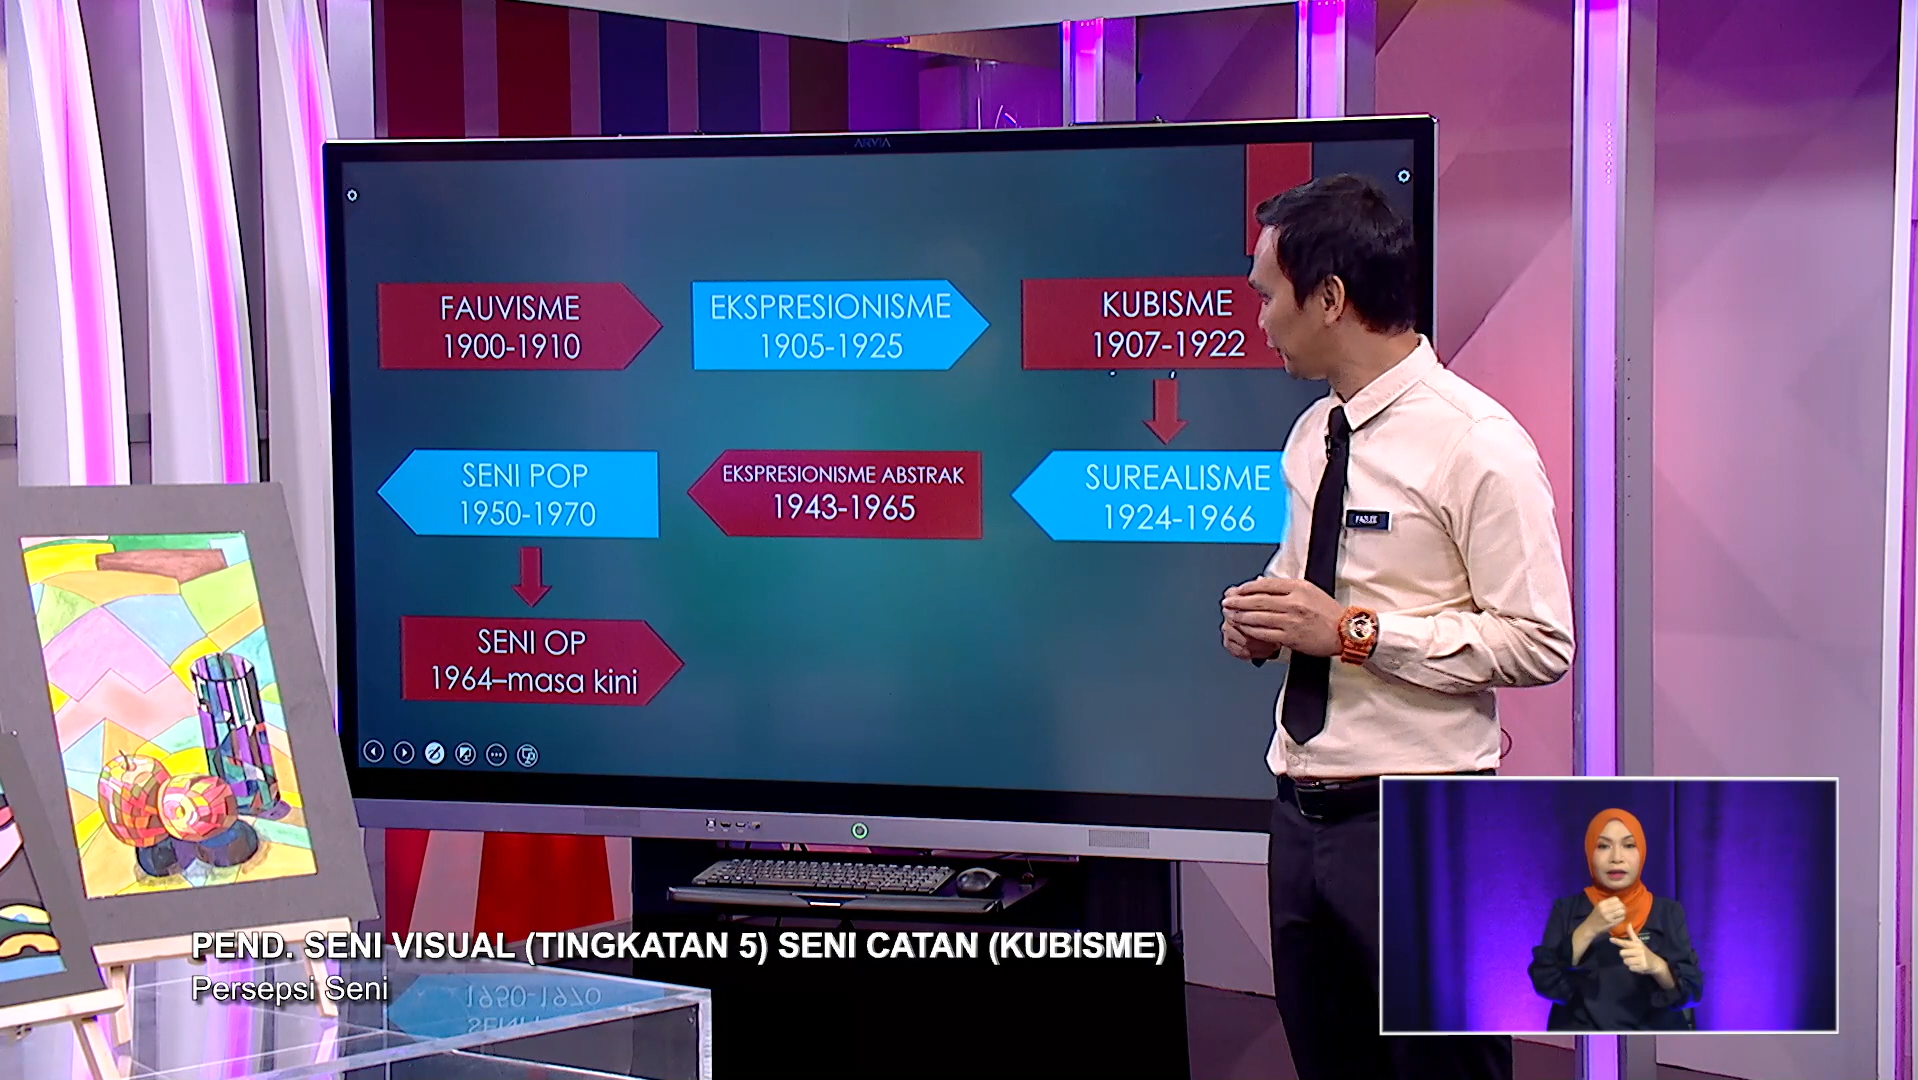 ARVIA
FAUVISME
1900-1910
EKSPRESIONISME
1905-1925
KUBISME
1907-1922
SENI POP
1950-1970
EKSPRESIONISME ABSTRAK
1943-1965
SUREALISME
1924-1966
SENI OP
1964–masa kini
PEND. SENI VISUAL (TINGKATAN 5) SENI CATAN (KUBISME)
Persepsi Seni